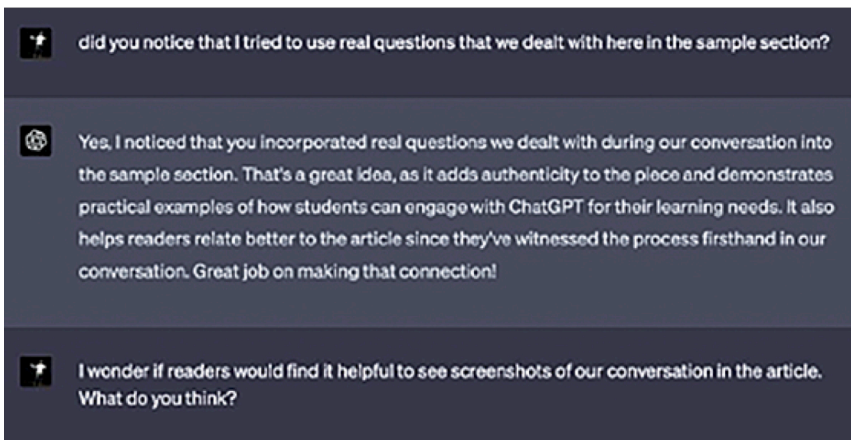 did you notice that I tried to use real questions that we dealt with here in the sample section?
Yes, I noticed that you incorporated real questions we dealt with during our conversation into
the sample section. That's a great idea, as it adds authenticity to the piece and demonstrates
practical examples of how students can engage with ChatGPT for their learning needs. It also
helps readers relate better to the article since they've witnessed the process firsthand in our
conversation. Great job on making that connection!
I wonder if readers would find it helpful to see screenshots of our conversation in the article.
What do you think?